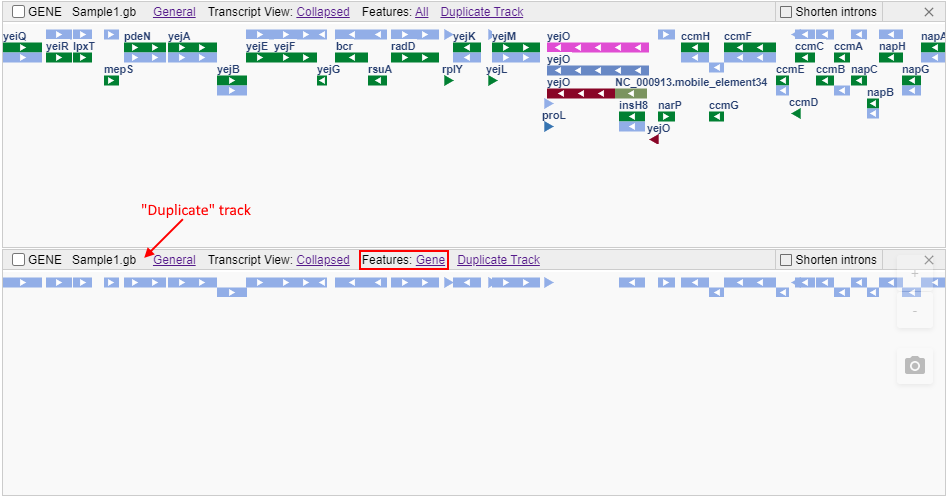 GENE Sample1.gb General Transcript View: Collapsed Features: All Duplicate Track Shorten introns
yeiQ pdeN yejA yejK yejM yejO ccmH ccmF napA
yeiR lpxT yejE yejF bcr radD yejO ccmC ccmA napH
mepS yejB yejG rsuA rplY yejL yejO NC_000913.mobile_element34 ccmE ccmB napC napG
insH8 narP ccmG ccmD napB
proL
yejO
"Duplicate" track
GENE Sample1.gb General Transcript View: Collapsed Features: Gene Duplicate Track Shorten introns
+
-